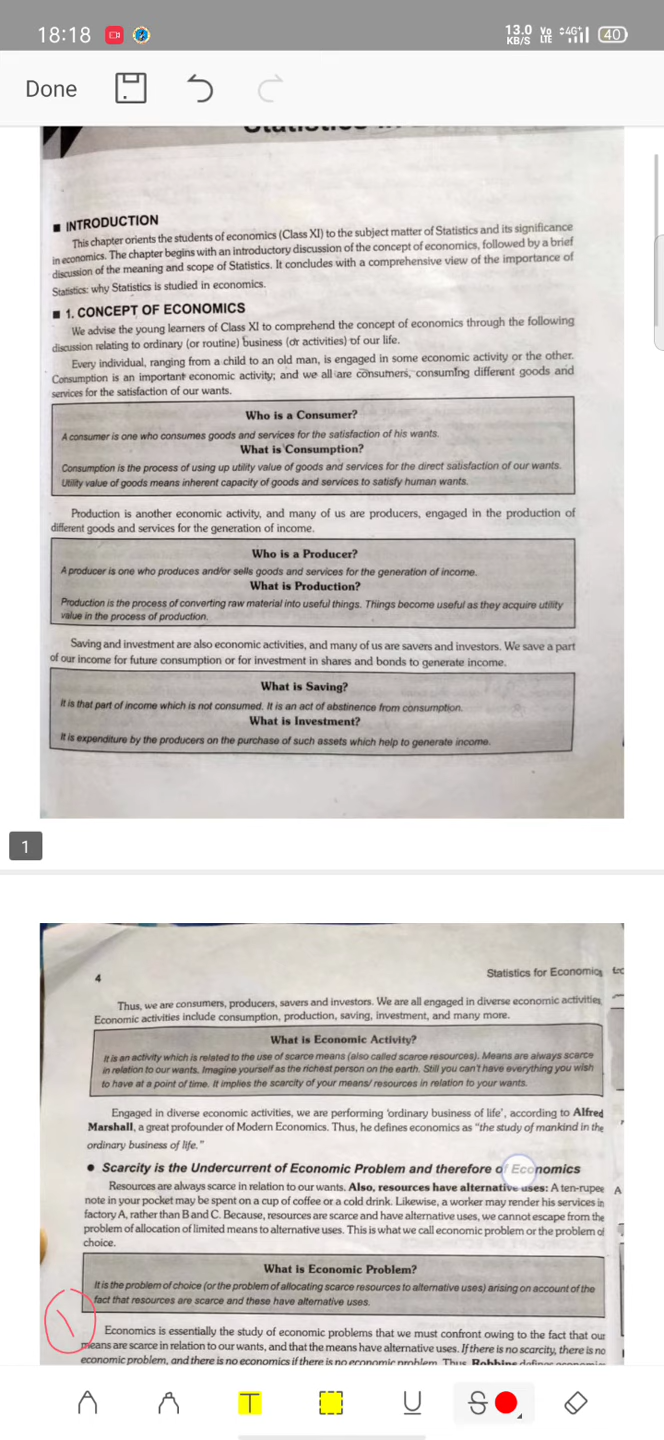 18:18
13.0 KB/S
Vo LTE
4G+
40
Done
■ INTRODUCTION
This chapter orients the students of economics (Class XI) to the subject matter of Statistics and its significance
in economics. The chapter begins with an introductory discussion of the concept of economics, followed by a brief
discussion of the meaning and scope of Statistics. It concludes with a comprehensive view of the importance of
Statistics: why Statistics is studied in economics.
■ 1. CONCEPT OF ECONOMICS
We advise the young learners of Class XI to comprehend the concept of economics through the following
discussion relating to ordinary (or routine) business (or activities) of our life.
Every individual, ranging from a child to an old man, is engaged in some economic activity or the other.
Consumption is an important economic activity; and we all are consumers, consuming different goods and
services for the satisfaction of our wants.
Who is a Consumer?
A consumer is one who consumes goods and services for the satisfaction of his wants.
What is Consumption?
Consumption is the process of using up utility value of goods and services for the direct satisfaction of our wants.
Utility value of goods means inherent capacity of goods and services to satisfy human wants.
Production is another economic activity, and many of us are producers, engaged in the production of
different goods and services for the generation of income.
Who is a Producer?
A producer is one who produces and/or sells goods and services for the generation of income.
What is Production?
Production is the process of converting raw material into useful things. Things become useful as they acquire utility
value in the process of production.
Saving and investment are also economic activities, and many of us are savers and investors. We save a part
of our income for future consumption or for investment in shares and bonds to generate income.
What is Saving?
It is that part of income which is not consumed. It is an act of abstinence from consumption.
What is Investment?
It is expenditure by the producers on the purchase of such assets which help to generate income.
1
4
Statistics for Economics
Thus, we are consumers, producers, savers and investors. We are all engaged in diverse economic activities
Economic activities include consumption, production, saving, investment, and many more.
What is Economic Activity?
It is an activity which is related to the use of scarce means (also called scarce resources). Means are always scarce
in relation to our wants. Imagine yourself as the richest person on the earth. Still you can't have everything you wish
to have at a point of time. It implies the scarcity of your means/ resources in relation to your wants.
Engaged in diverse economic activities, we are performing 'ordinary business of life', according to Alfred
Marshall, a great profounder of Modern Economics. Thus, he defines economics as "the study of mankind in the
ordinary business of life."
● Scarcity is the Undercurrent of Economic Problem and therefore of Economics
Resources are always scarce in relation to our wants. Also, resources have alternative uses: A ten-rupee
note in your pocket may be spent on a cup of coffee or a cold drink. Likewise, a worker may render his services in
factory A, rather than B and C. Because, resources are scarce and have alternative uses, we cannot escape from the
problem of allocation of limited means to alternative uses. This is what we call economic problem or the problem of
choice.
What is Economic Problem?
It is the problem of choice (or the problem of allocating scarce resources to alternative uses) arising on account of the
fact that resources are scarce and these have alternative uses.
Economics is essentially the study of economic problems that we must confront owing to the fact that our
means are scarce in relation to our wants, and that the means have alternative uses. If there is no scarcity, there is no
economic problem, and there is no economics if there is no economic problem. Thus, Robbins defines